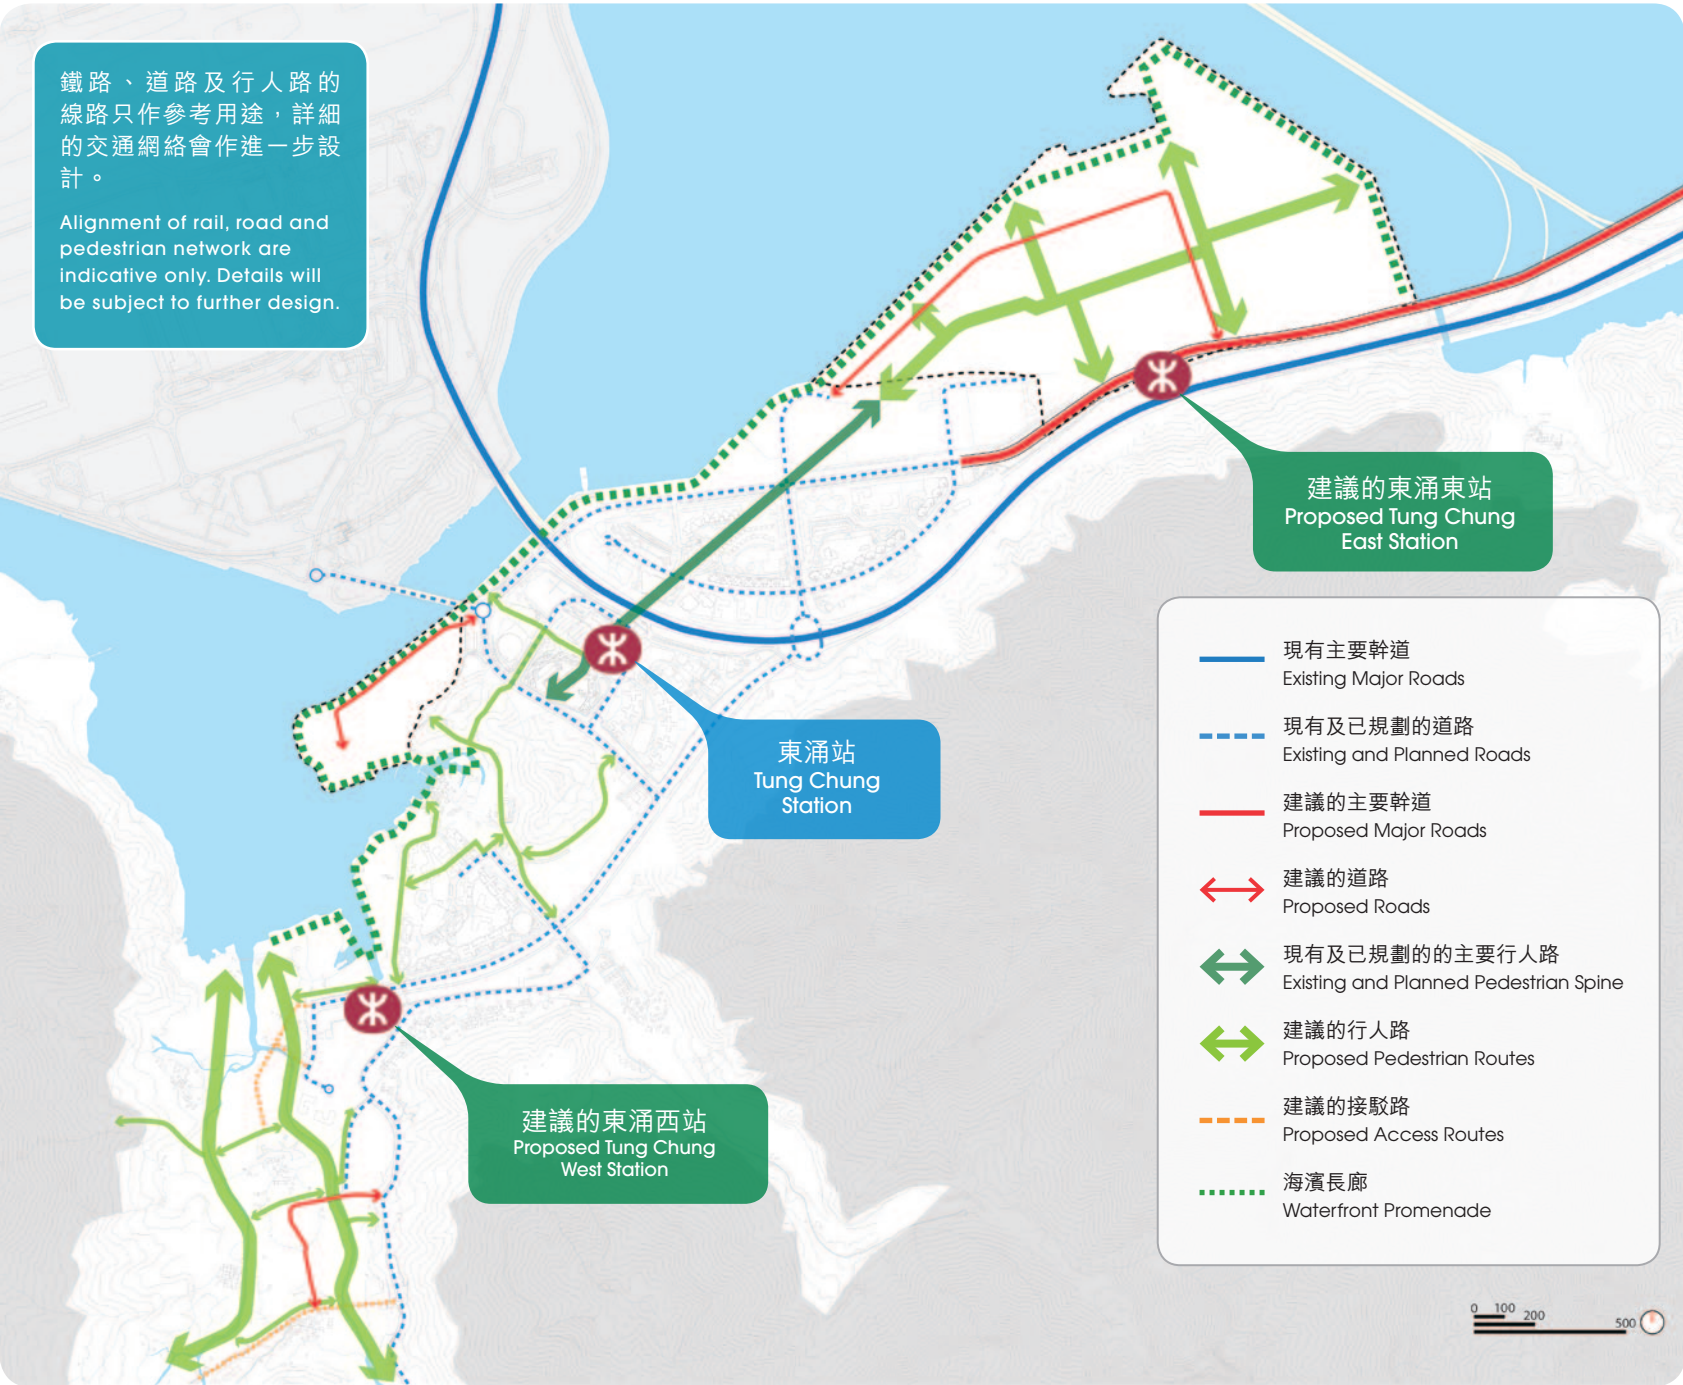 鐵路、道路及行人路的
線路只作參考用途，詳細
的交通網絡會作進一步設
計。
Alignment of rail, road and
pedestrian network are
indicative only. Details will
be subject to further design.
建議的東涌東站
Proposed Tung Chung
East Station
東涌站
Tung Chung
Station
建議的東涌西站
Proposed Tung Chung
West Station
現有主要幹道
Existing Major Roads
現有及已規劃的道路
Existing and Planned Roads
建議的主要幹道
Proposed Major Roads
建議的道路
Proposed Roads
現有及已規劃的的主要行人路
Existing and Planned Pedestrian Spine
建議的行人路
Proposed Pedestrian Routes
建議的接駁路
Proposed Access Routes
海濱長廊
Waterfront Promenade
0 100 200 500